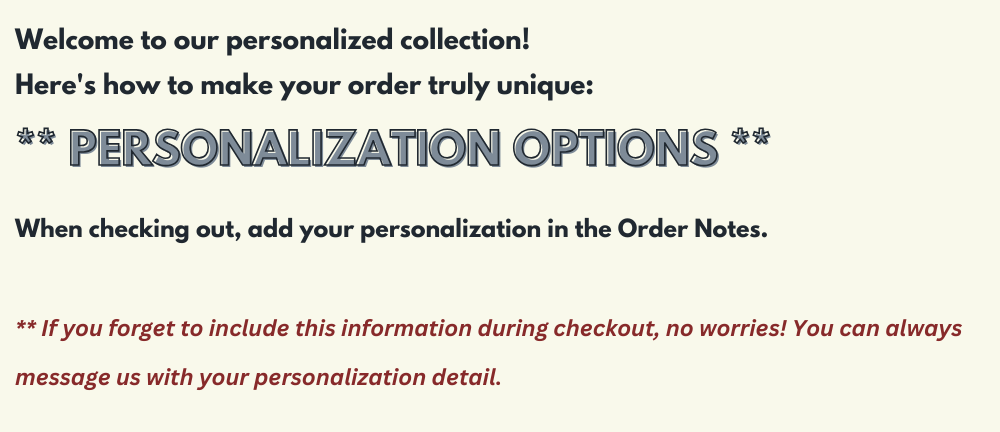 Welcome to our personalized collection!
Here's how to make your order truly unique:
** PERSONALIZATION OPTIONS **
When checking out, add your personalization in the Order Notes.
** If you forget to include this information during checkout, no worries! You can always
message us with your personalization detail.